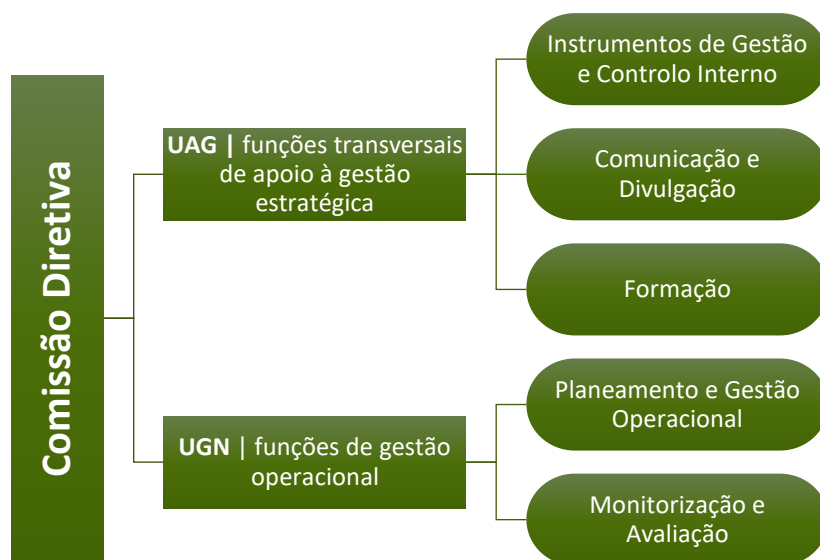 Comissão Diretiva
UAG | funções transversais
de apoio à gestão
estratégica
Instrumentos de Gestão
e Controlo Interno
Comunicação e
Divulgação
Formação
UGN | funções de gestão
operacional
Planeamento e Gestão
Operacional
Monitorização e
Avaliação